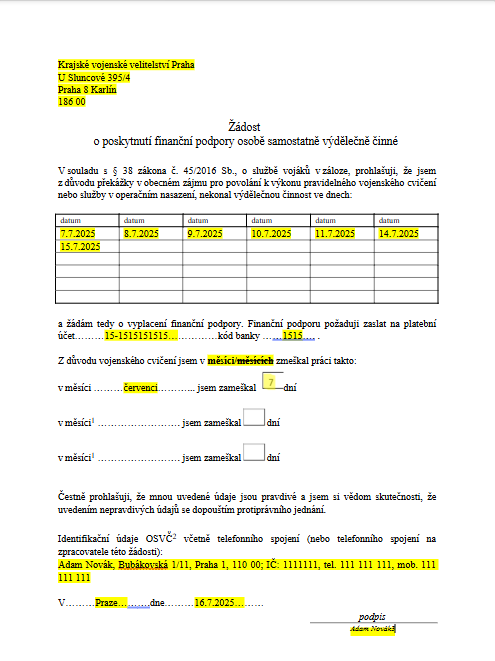 Krajské vojenské velitelství Praha
U Sluncové 395/4
Praha 8 Karlín
186 00
Žádost
o poskytnutí finanční podpory osobě samostatně výdělečně činné
V souladu s § 38 zákona č. 45/2016 Sb., o službě vojáků v záloze, prohlašuji, že jsem
z důvodu překážky v obecném zájmu pro povolání k výkonu pravidelného vojenského cvičení
nebo služby v operačním nasazení, nekonal výdělečnou činnost ve dnech:
datum datum datum datum datum datum
7.7.2025 8.7.2025 9.7.2025 10.7.2025 11.7.2025 14.7.2025
15.7.2025
a žádám tedy o vyplacení finanční podpory. Finanční podporu požaduji zaslat na platební
účet………15-1515151515…………kód banky ……1515…. .
Z důvodu vojenského cvičení jsem v měsíci/měsících zmeškal práci takto:
v měsíci ………červenci……….. jsem zameškal 7 dní
v měsíci¹ …………………… jsem zameškal dní
v měsíci¹ …………………… jsem zameškal dní
Čestně prohlašuji, že mnou uvedené údaje jsou pravdivé a jsem si vědom skutečnosti, že
uvedením nepravdivých údajů se dopouštím protiprávního jednání.
Identifikační údaje OSVČ² včetně telefonního spojení (nebo telefonního spojení na
zpracovatele této žádosti):
Adam Novák, Bubákovská 1/11, Praha 1, 110 00; IČ: 1111111, tel. 111 111 111, mob. 111
111 111
V………Praze………dne………16.7.2025………
podpis
Adam Novák